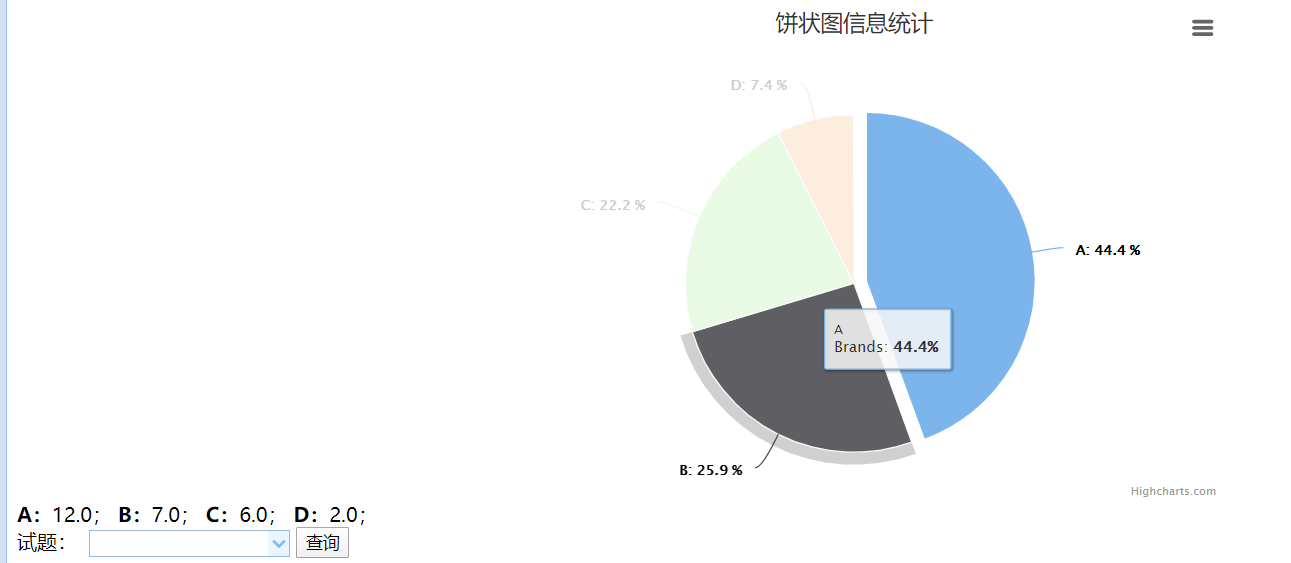 饼状图信息统计
D: 7.4 %
C: 22.2 %
A: 44.4 %
A
Brands: 44.4%
B: 25.9 %
Highcharts.com
A：12.0； B：7.0； C：6.0； D：2.0；
试题：
查询